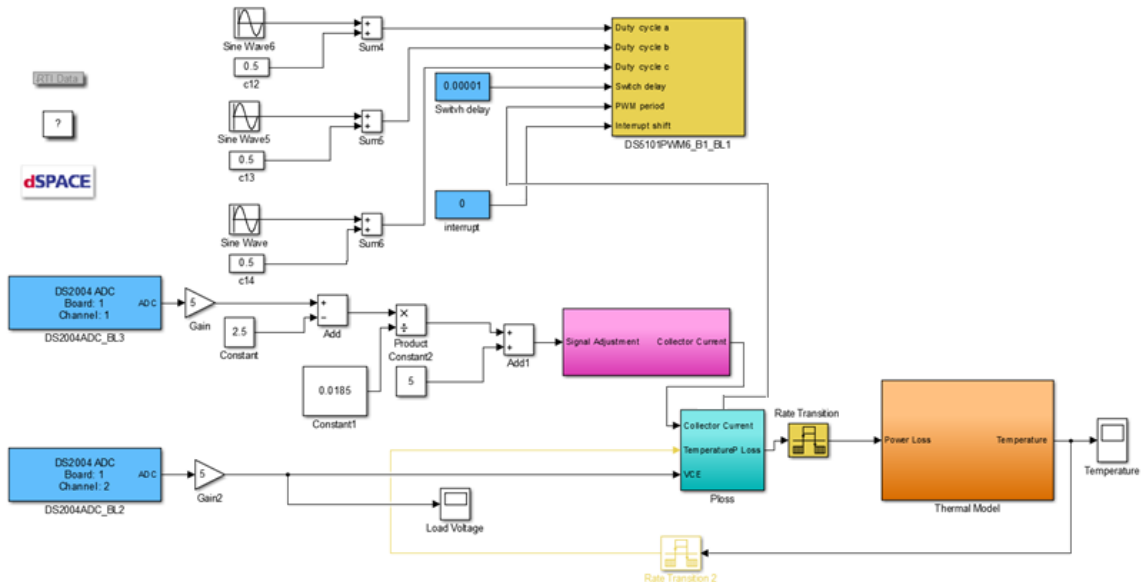 Sine Wave6
+
+
Sum4
0.5
c12
RTI Data
?
dSPACE
Sine Wave5
+
+
Sum5
0.5
c13
Sine Wave
+
+
Sum6
0.5
c14
0.00001
Switvh delay
0
interrupt
Duty cycle a
Duty cycle b
Duty cycle c
Switch delay
PWM period
Interrupt shift
DS5101PWM6_B1_BL1
DS2004 ADC
Board: 1
Channel: 1
ADC
DS2004ADC_BL3
5
Gain
2.5
Constant
+
−
Add
×
÷
Product
Constant2
0.0185
Constant1
5
+
+
Add1
Signal Adjustment
Collector Current
Collector Current
TemperatureP Loss
VCE
Ploss
Rate Transition
Power Loss
Temperature
Thermal Model
Temperature
DS2004 ADC
Board: 1
Channel: 2
ADC
DS2004ADC_BL2
5
Gain2
Load Voltage
Rate Transition 2